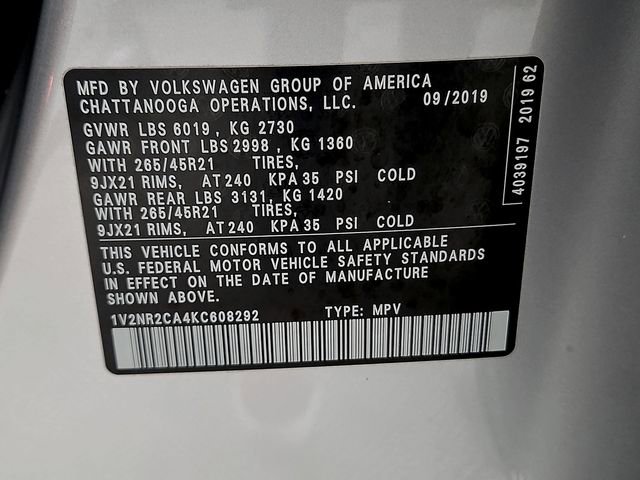 MFD BY VOLKSWAGEN GROUP OF AMERICA
CHATTANOOGA OPERATIONS, LLC. 09/2019
GVWR LBS 6019, KG 2730
GAWR FRONT LBS 2998, KG 1360
WITH 265/45R21 TIRES,
9JX21 RIMS, AT 240 KPA 35 PSI COLD
GAWR REAR LBS 3131, KG 1420
WITH 265/45R21 TIRES,
9JX21 RIMS, AT 240 KPA 35 PSI COLD
THIS VEHICLE CONFORMS TO ALL APPLICABLE
U.S. FEDERAL MOTOR VEHICLE SAFETY STANDARDS
IN EFFECT ON THE DATE OF MANUFACTURE
SHOWN ABOVE.
1V2NR2CA4KC608292 TYPE: MPV
4039197 2019 62